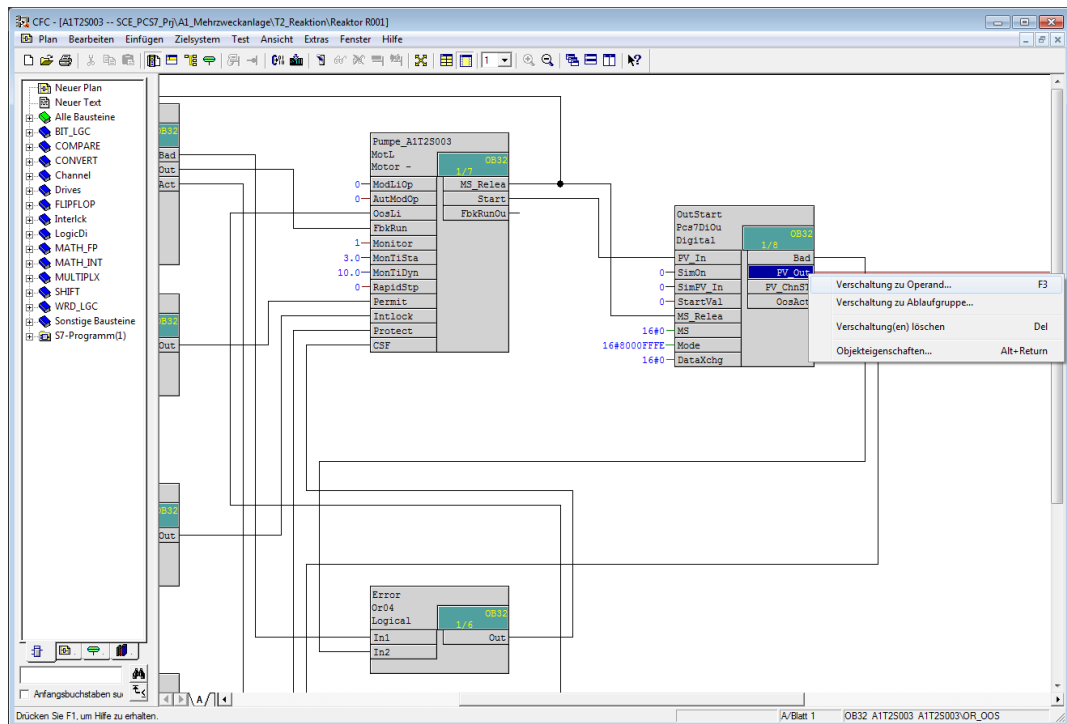 CFC - [A1T2S003 -- SCE_PCS7_Prj\A1_Mehrzweckanlage\T2_Reaktion\Reaktor R001]
Plan Bearbeiten Einfügen Zielsystem Test Ansicht Extras Fenster Hilfe
1
Neuer Plan
Neuer Text
Alle Bausteine
BIT_LGC
COMPARE
CONVERT
Channel
Drives
FLIPFLOP
Interlck
LogicDi
MATH_FP
MATH_INT
MULTIPLX
SHIFT
WRD_LGC
Sonstige Bausteine
S7-Programm(1)
Anfangsbuchstaben su
OB32
Bad
Out
Act
OB32
Out
OB32
Out
Pumpe_A1T2S003
MotL
Motor - OB32
1/7
0 ModLiOp MS_Relea
0 AutModOp Start
OosLi FbkRunOu
FbkRun
1 Monitor
3.0 MonTiSta
10.0 MonTiDyn
0 RapidStp
Permit
Intlock
Protect
CSF
OutStart
Pcs7DiOu
Digital OB32
1/8
PV_In Bad
0 SimOn PV_Out
0 SimPV_In PV_ChnST
0 StartVal OosAct
MS_Relea
16#0 MS
16#8000FFFE Mode
16#0 DataXchg
Verschaltung zu Operand... F3
Verschaltung zu Ablaufgruppe...
Verschaltung(en) löschen Del
Objekteigenschaften... Alt+Return
Error
Or04
Logical OB32
1/6
In1 Out
In2
A
Drücken Sie F1, um Hilfe zu erhalten. A/Blatt 1 OB32 A1T2S003 A1T2S003\OR_OOS